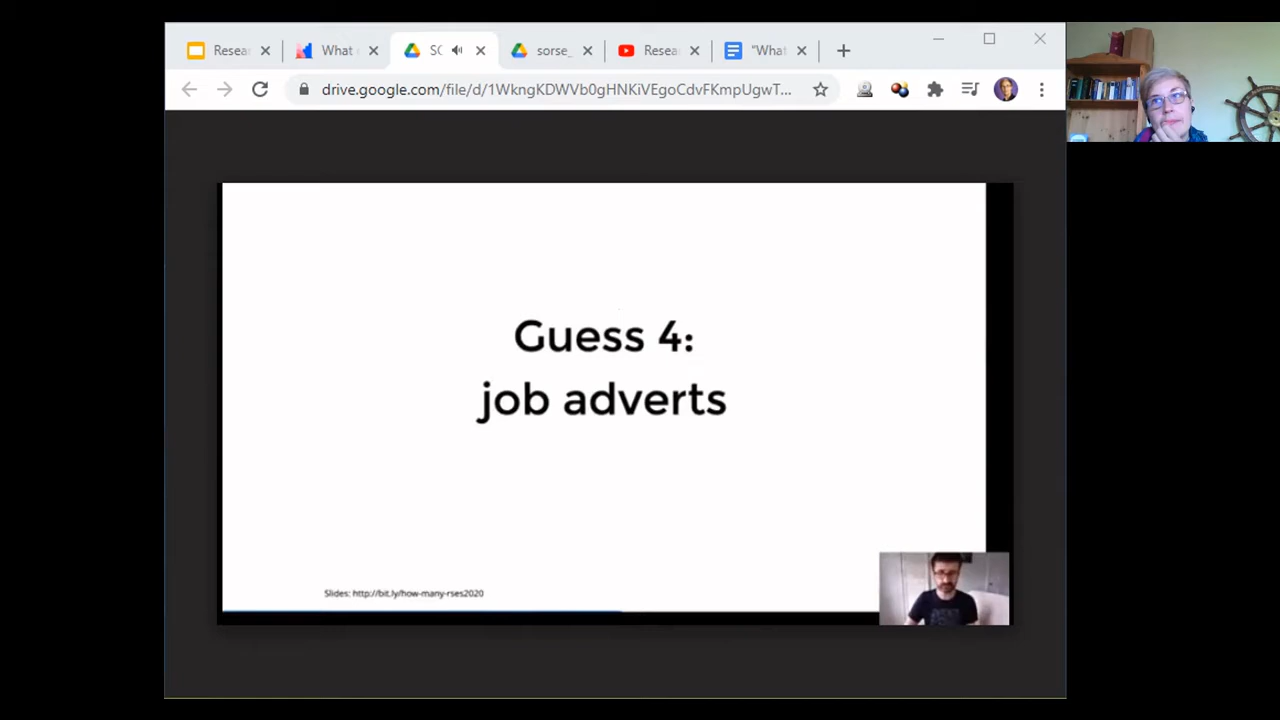 Resear
What
SC
sorse_
Resea
"What
drive.google.com/file/d/1WkngKDWVb0gHNKiVEgoCdvFKmpUgwT...
Guess 4:
job adverts
Slides: http://bit.ly/how-many-rses2020